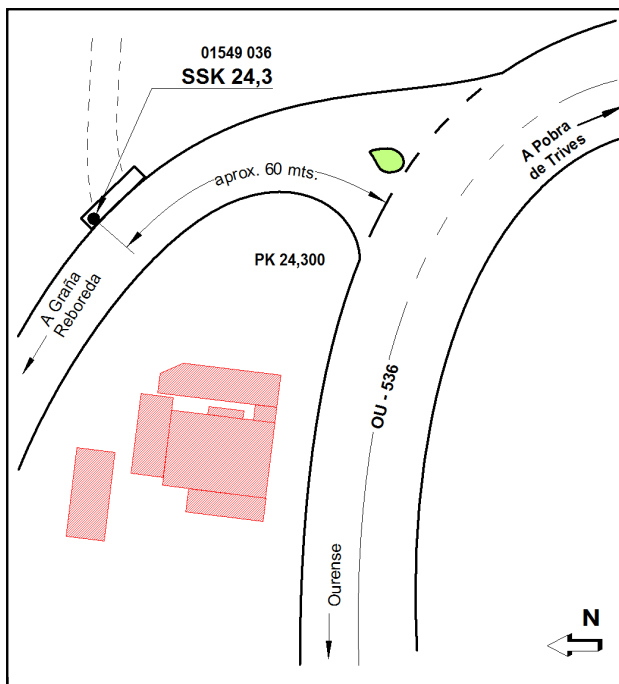 01549 036
SSK 24,3
aprox. 60 mts.
A Pobra
de Trives
PK 24,300
A Graña
Reboreda
OU - 536
Ourense
N